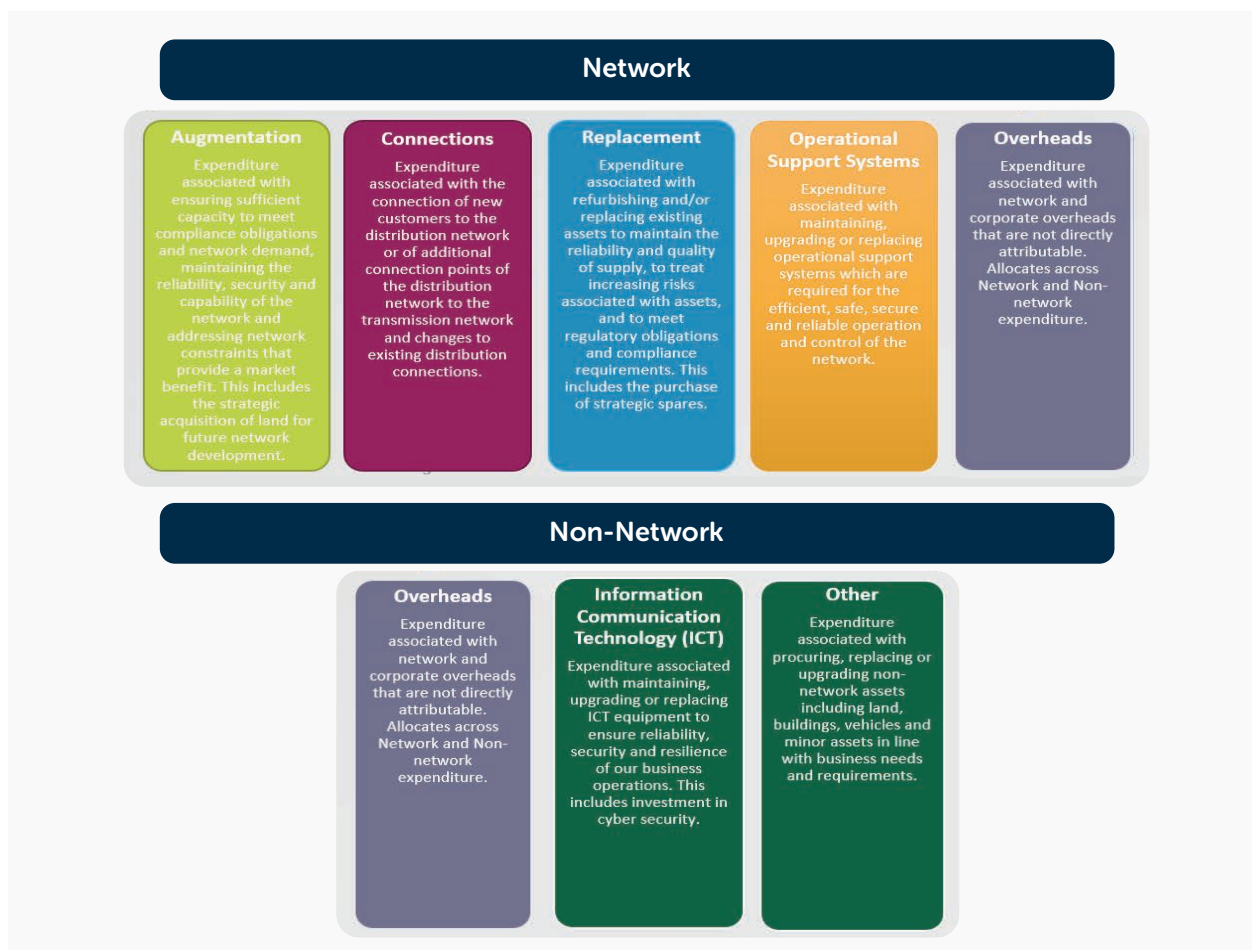 Network
Augmentation
Expenditure
associated with
ensuring sufficient
capacity to meet
compliance obligations
and network demand,
maintaining the
reliability, security and
capability of the
network and
addressing network
constraints that
provide a market
benefit. This includes
the strategic
acquisition of land for
future network
development.
Connections
Expenditure
associated with the
connection of new
customers to the
distribution network
or of additional
connection points of
the distribution
network to the
transmission network
and changes to
existing distribution
connections.
Replacement
Expenditure
associated with
refurbishing and/or
replacing existing
assets to maintain the
reliability and quality
of supply, to treat
increasing risks
associated with assets,
and to meet
regulatory obligations
and compliance
requirements. This
includes the purchase
of strategic spares.
Operational
Support Systems
Expenditure
associated with
maintaining,
upgrading or replacing
operational support
systems which are
required for the
efficient, safe, secure
and reliable operation
and control of the
network.
Overheads
Expenditure
associated with
network and
corporate overheads
that are not directly
attributable.
Allocates across
Network and Non-
network
expenditure.
Non-Network
Overheads
Expenditure
associated with
network and
corporate overheads
that are not directly
attributable.
Allocates across
Network and Non-
network
expenditure.
Information
Communication
Technology (ICT)
Expenditure associated
with maintaining,
upgrading or replacing
ICT equipment to
ensure reliability,
security and resilience
of our business
operations. This
includes investment in
cyber security.
Other
Expenditure
associated with
procuring, replacing or
upgrading non-
network assets
including land,
buildings, vehicles and
minor assets in line
with business needs
and requirements.